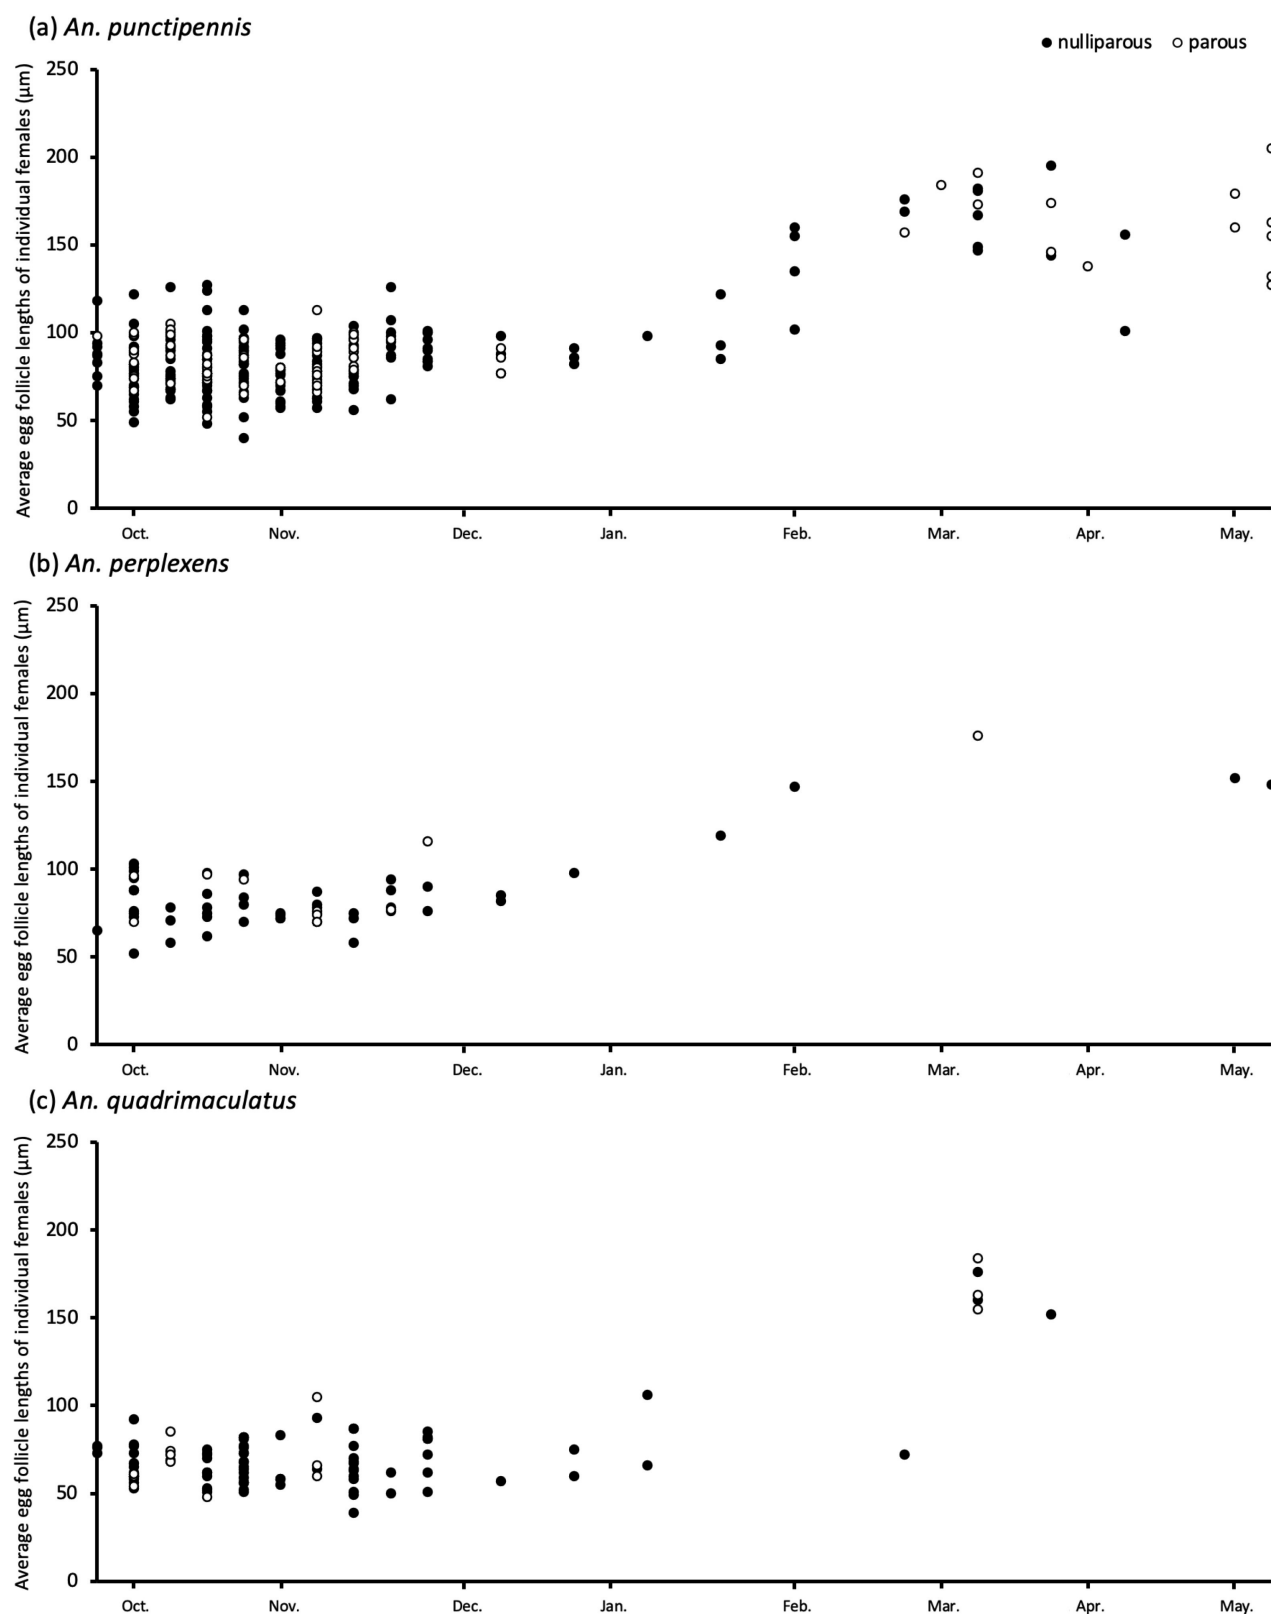 (a) An. punctipennis
nulliparous parous
Average egg follicle lengths of individual females (µm)
250
200
150
100
50
0
Oct. Nov. Dec. Jan. Feb. Mar. Apr. May.
(b) An. perplexens
Average egg follicle lengths of individual females (µm)
250
200
150
100
50
0
Oct. Nov. Dec. Jan. Feb. Mar. Apr. May.
(c) An. quadrimaculatus
Average egg follicle lengths of individual females (µm)
250
200
150
100
50
0
Oct. Nov. Dec. Jan. Feb. Mar. Apr. May.